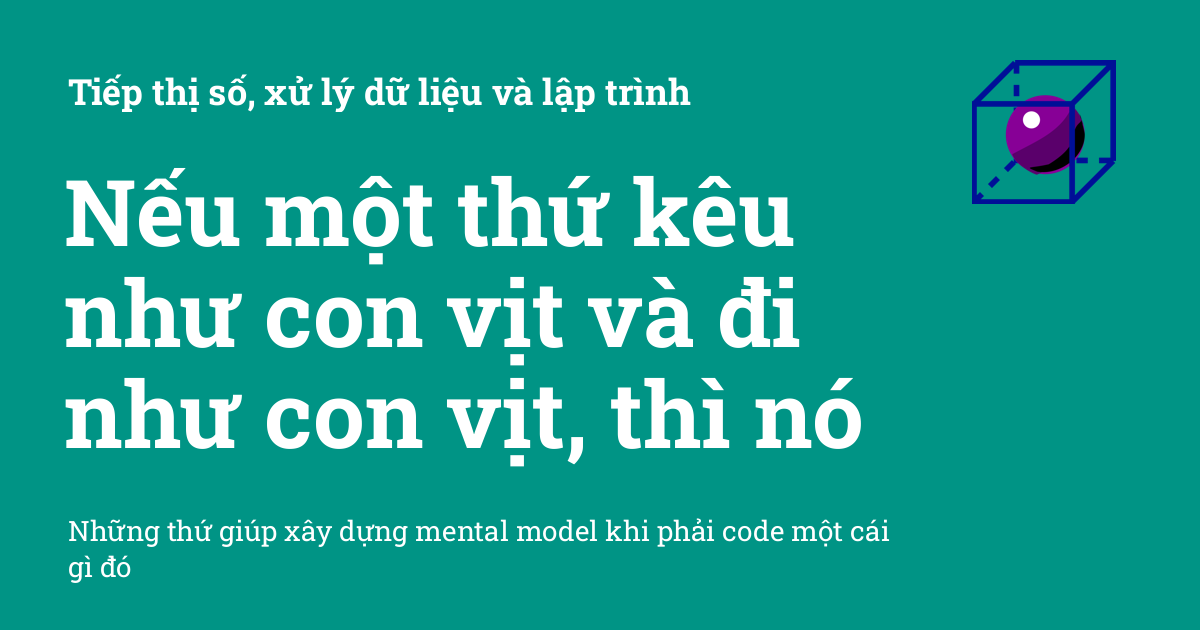 Tiếp thị số, xử lý dữ liệu và lập trình
Nếu một thứ kêu
như con vịt và đi
như con vịt, thì nó
Những thứ giúp xây dựng mental model khi phải code một cái
gì đó